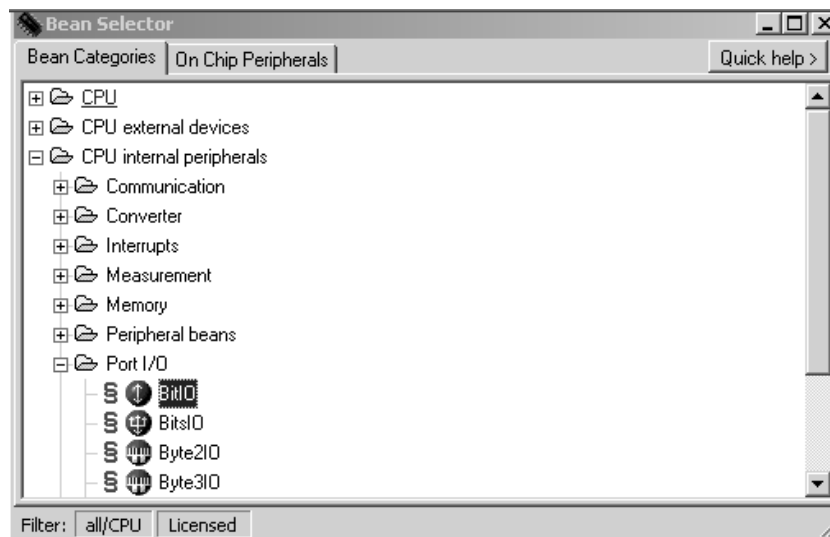 Bean Selector
Bean Categories On Chip Peripherals Quick help >
CPU
CPU external devices
CPU internal peripherals
Communication
Converter
Interrupts
Measurement
Memory
Peripheral beans
Port I/O
BitIO
BitsIO
Byte2IO
Byte3IO
Filter: all/CPU Licensed